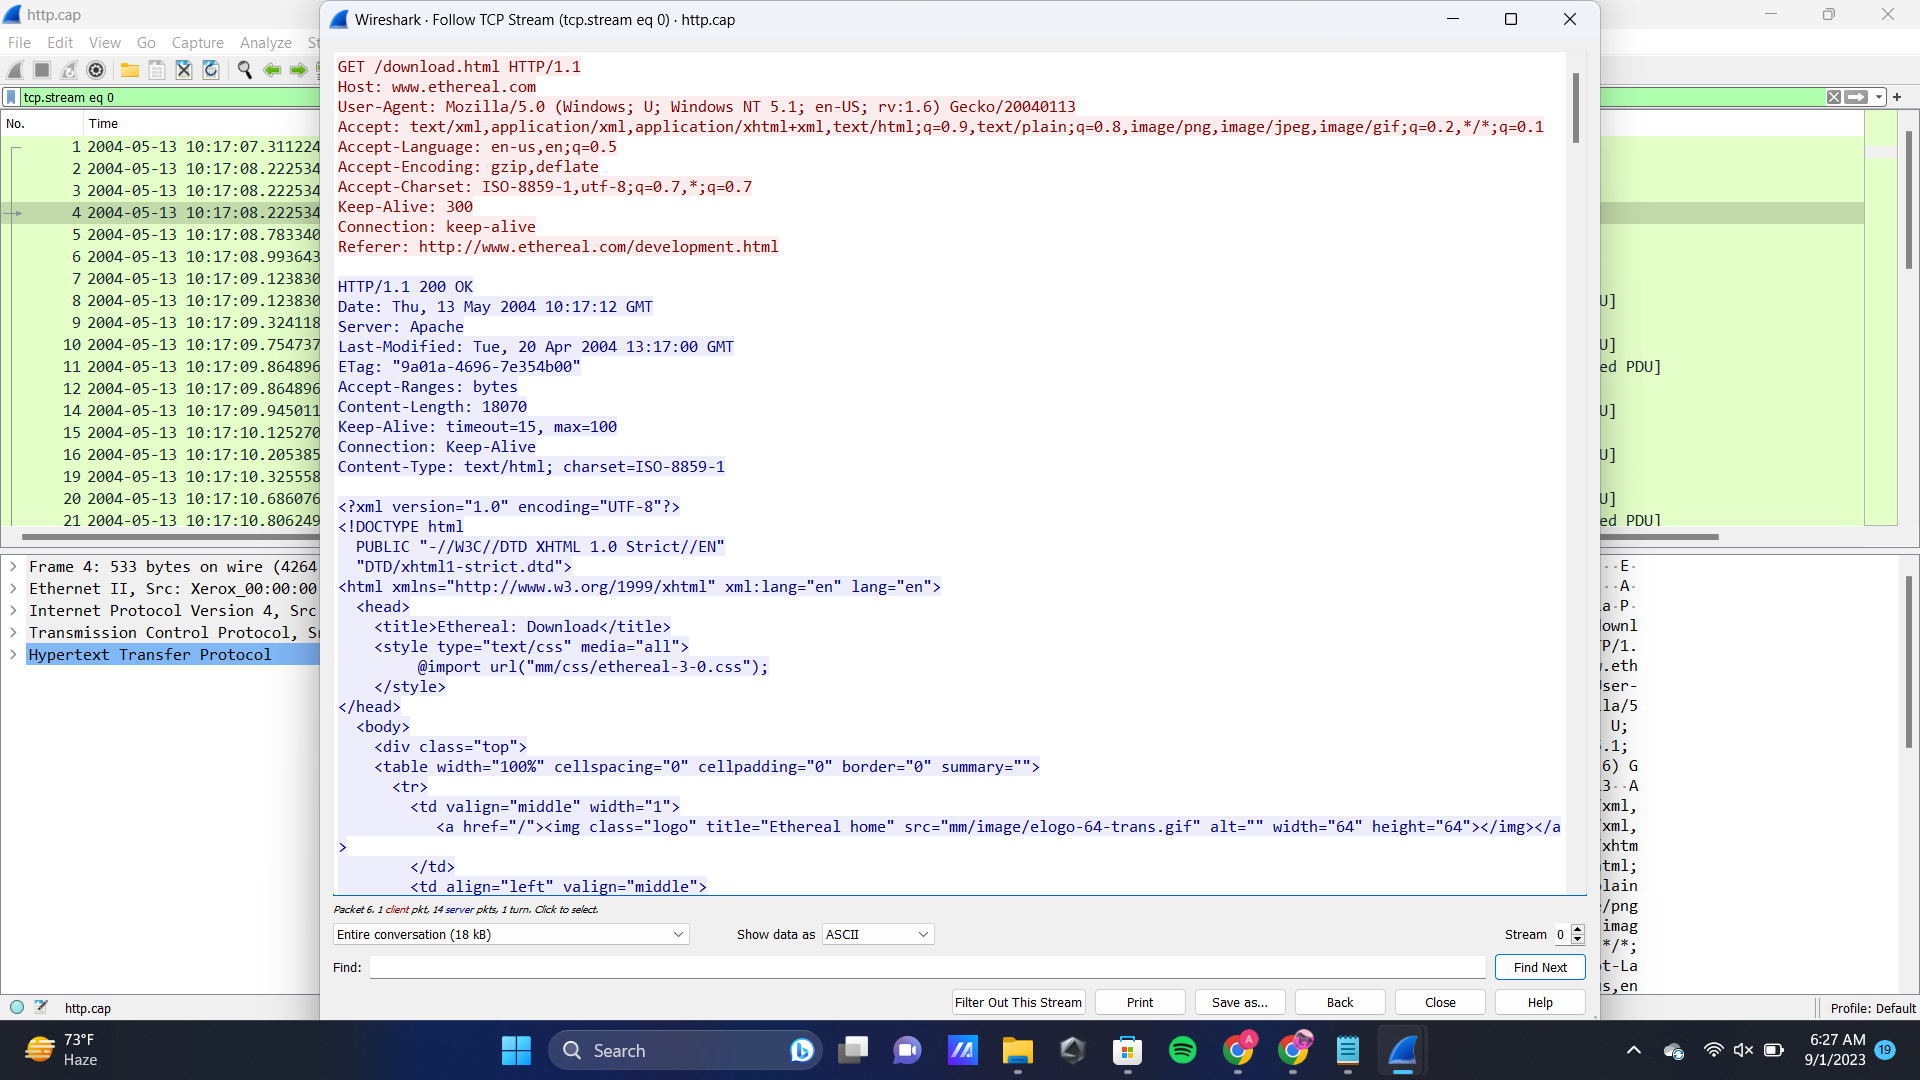 http.cap
File Edit View Go Capture Analyze St
tcp.stream eq 0
No. Time
1 2004-05-13 10:17:07.311224
2 2004-05-13 10:17:08.222534
3 2004-05-13 10:17:08.222534
4 2004-05-13 10:17:08.222534
5 2004-05-13 10:17:08.783340
6 2004-05-13 10:17:08.993643
7 2004-05-13 10:17:09.123830
8 2004-05-13 10:17:09.123830
9 2004-05-13 10:17:09.324118
10 2004-05-13 10:17:09.754737
11 2004-05-13 10:17:09.864896
12 2004-05-13 10:17:09.864896
14 2004-05-13 10:17:09.945011
15 2004-05-13 10:17:10.125270
16 2004-05-13 10:17:10.205385
19 2004-05-13 10:17:10.325558
20 2004-05-13 10:17:10.686076
21 2004-05-13 10:17:10.806249
Frame 4: 533 bytes on wire (4264
Ethernet II, Src: Xerox_00:00:00
Internet Protocol Version 4, Src
Transmission Control Protocol, Sr
Hypertext Transfer Protocol
http.cap
Wireshark · Follow TCP Stream (tcp.stream eq 0) · http.cap
GET /download.html HTTP/1.1
Host: www.ethereal.com
User-Agent: Mozilla/5.0 (Windows; U; Windows NT 5.1; en-US; rv:1.6) Gecko/20040113
Accept: text/xml,application/xml,application/xhtml+xml,text/html;q=0.9,text/plain;q=0.8,image/png,image/jpeg,image/gif;q=0.2,*/*;q=0.1
Accept-Language: en-us,en;q=0.5
Accept-Encoding: gzip,deflate
Accept-Charset: ISO-8859-1,utf-8;q=0.7,*;q=0.7
Keep-Alive: 300
Connection: keep-alive
Referer: http://www.ethereal.com/development.html
HTTP/1.1 200 OK
Date: Thu, 13 May 2004 10:17:12 GMT
Server: Apache
Last-Modified: Tue, 20 Apr 2004 13:17:00 GMT
ETag: "9a01a-4696-7e354b00"
Accept-Ranges: bytes
Content-Length: 18070
Keep-Alive: timeout=15, max=100
Connection: Keep-Alive
Content-Type: text/html; charset=ISO-8859-1
<?xml version="1.0" encoding="UTF-8"?>
<!DOCTYPE html
PUBLIC "-//W3C//DTD XHTML 1.0 Strict//EN"
"DTD/xhtml1-strict.dtd">
<html xmlns="http://www.w3.org/1999/xhtml" xml:lang="en" lang="en">
<head>
<title>Ethereal: Download</title>
<style type="text/css" media="all">
@import url("mm/css/ethereal-3-0.css");
</style>
</head>
<body>
<div class="top">
<table width="100%" cellspacing="0" cellpadding="0" border="0" summary="">
<tr>
<td valign="middle" width="1">
<a href="/"><img class="logo" title="Ethereal home" src="mm/image/elogo-64-trans.gif" alt="" width="64" height="64"></img></a
>
</td>
<td align="left" valign="middle">
Packet 6. 1 client pkt, 14 server pkts, 1 turn. Click to select.
Entire conversation (18 kB) Show data as ASCII Stream 0
Find: Find Next
Filter Out This Stream Print Save as... Back Close Help
U]
U]
ed PDU]
U]
U]
U]
ed PDU]
··E·
··A·
a·P·
downl
TP/1.
w.eth
User-
la/5
U;
5.1;
6) G
3··A
xml,
xml,
xhtm
tml;
plain
e/png
imag
*/*;
pt-La
us,en
Profile: Default
73°F
Haze
Search
A
6:27 AM
9/1/2023
19